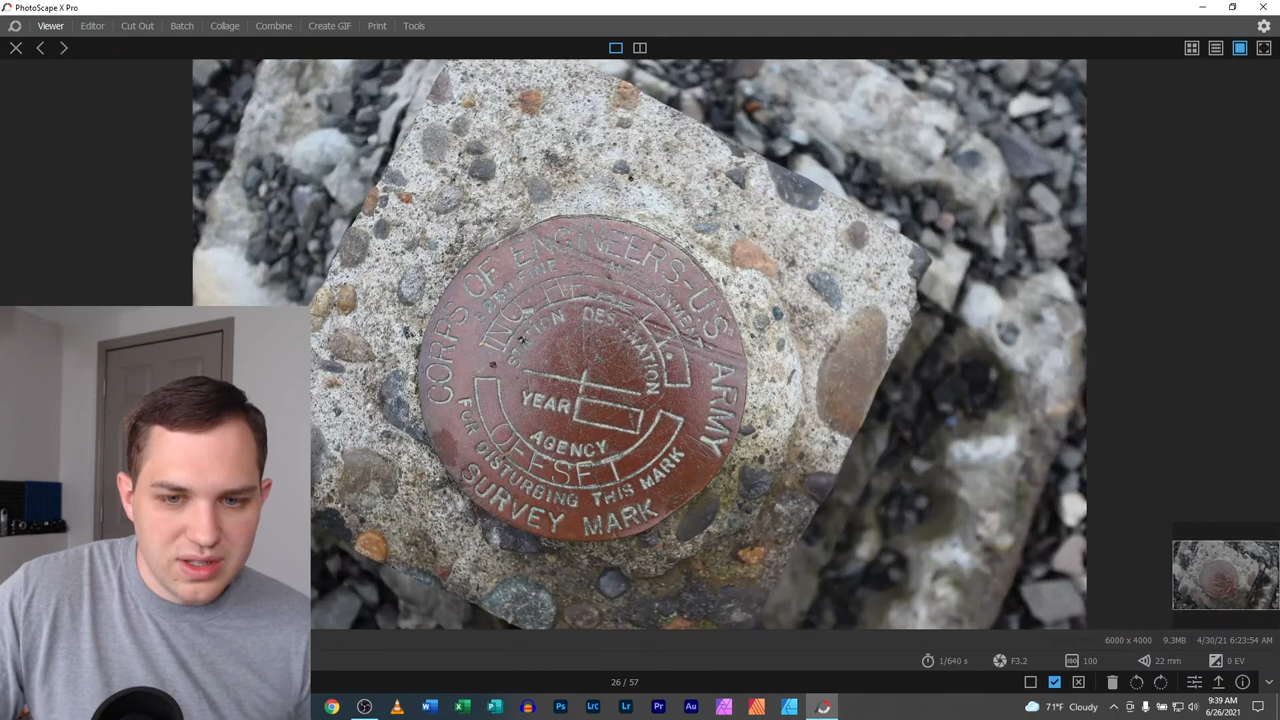 PhotoScape X Pro
Viewer
Editor
Cut Out
Batch
Collage
Combine
Create GIF
Print
Tools
CORPS OF ENGINEERS-U.S. ARMY
$250 FINE
DESIGNATION
YEAR
AGENCY
OFFSET
FOR DISTURBING THIS MARK
SURVEY MARK
6000 x 4000 9.3MB 4/30/21 6:23:54 AM
1/640 s F3.2 ISO 100 22 mm 0 EV
26 / 57
71°F Cloudy
9:39 AM
6/26/2021